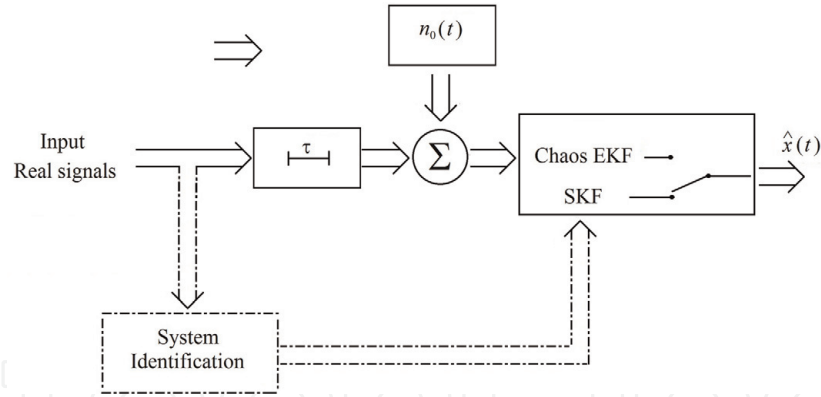 n₀(t)
Input
Real signals
τ
Σ
Chaos EKF
SKF
x̂(t)
System
Identification